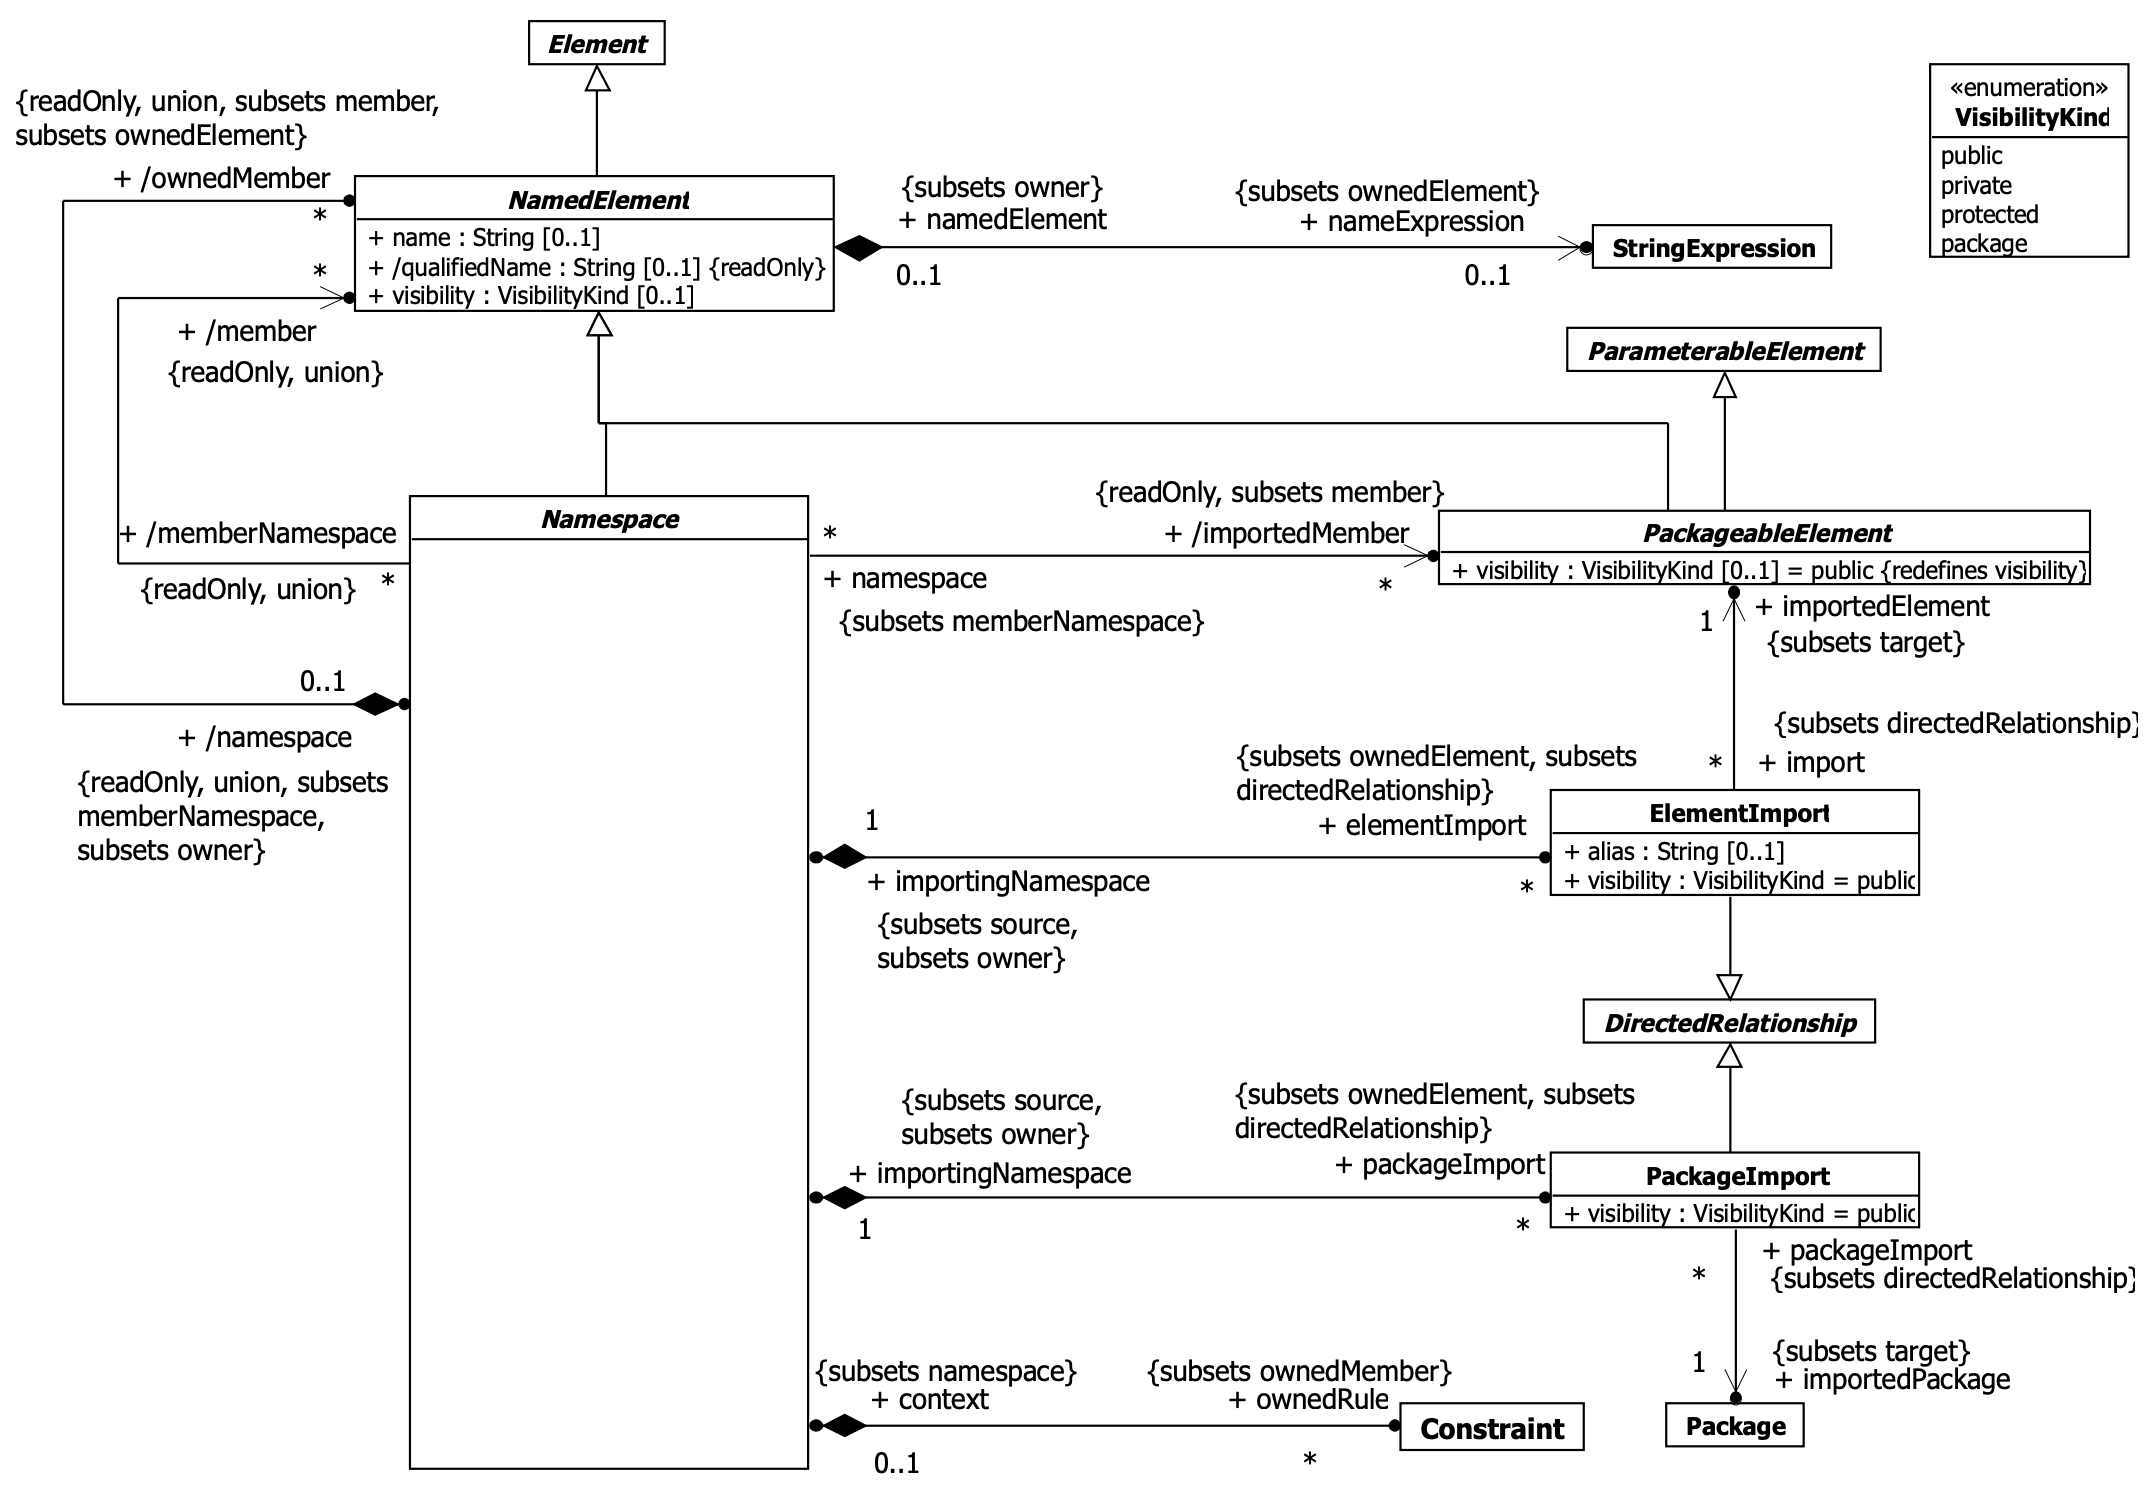 Element
{readOnly, union, subsets member,
subsets ownedElement}
+ /ownedMember
*
NamedElement
+ name : String [0..1]
+ /qualifiedName : String [0..1] {readOnly}
+ visibility : VisibilityKind [0..1]
*
+ /member
{readOnly, union}
{subsets owner}
+ namedElement
0..1
{subsets ownedElement}
+ nameExpression
0..1
StringExpression
«enumeration»
VisibilityKind
public
private
protected
package
ParameterableElement
+ /memberNamespace
{readOnly, union}
*
Namespace
*
+ namespace
{subsets memberNamespace}
{readOnly, subsets member}
+ /importedMember
*
PackageableElement
+ visibility : VisibilityKind [0..1] = public {redefines visibility}
1
+ importedElement
{subsets target}
0..1
+ /namespace
{readOnly, union, subsets
memberNamespace,
subsets owner}
{subsets directedRelationship}
*
+ import
1
+ importingNamespace
{subsets source,
subsets owner}
{subsets ownedElement, subsets
directedRelationship}
+ elementImport
*
ElementImport
+ alias : String [0..1]
+ visibility : VisibilityKind = public
DirectedRelationship
{subsets source,
subsets owner}
+ importingNamespace
1
{subsets ownedElement, subsets
directedRelationship}
+ packageImport
*
PackageImport
+ visibility : VisibilityKind = public
+ packageImport
*
{subsets directedRelationship}
{subsets target}
1
+ importedPackage
Package
{subsets namespace}
+ context
0..1
{subsets ownedMember}
+ ownedRule
*
Constraint